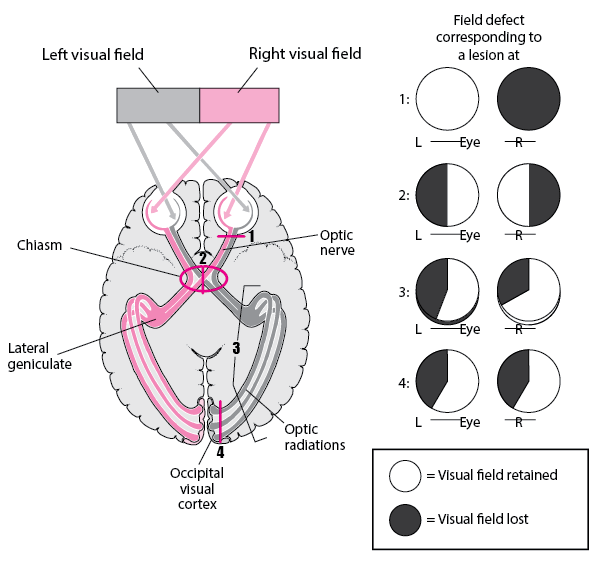 Left visual field
Right visual field
Chiasm
2
1
Optic
nerve
Lateral
geniculate
3
4
Optic
radiations
Occipital
visual
cortex
Field defect
corresponding to
a lesion at
1:
L Eye R
2:
L Eye R
3:
L Eye R
4:
L Eye R
= Visual field retained
= Visual field lost